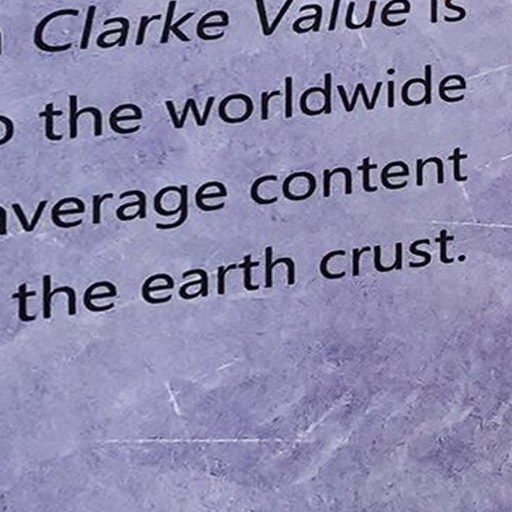 Clarke Value is
the worldwide
average content
the earth crust.